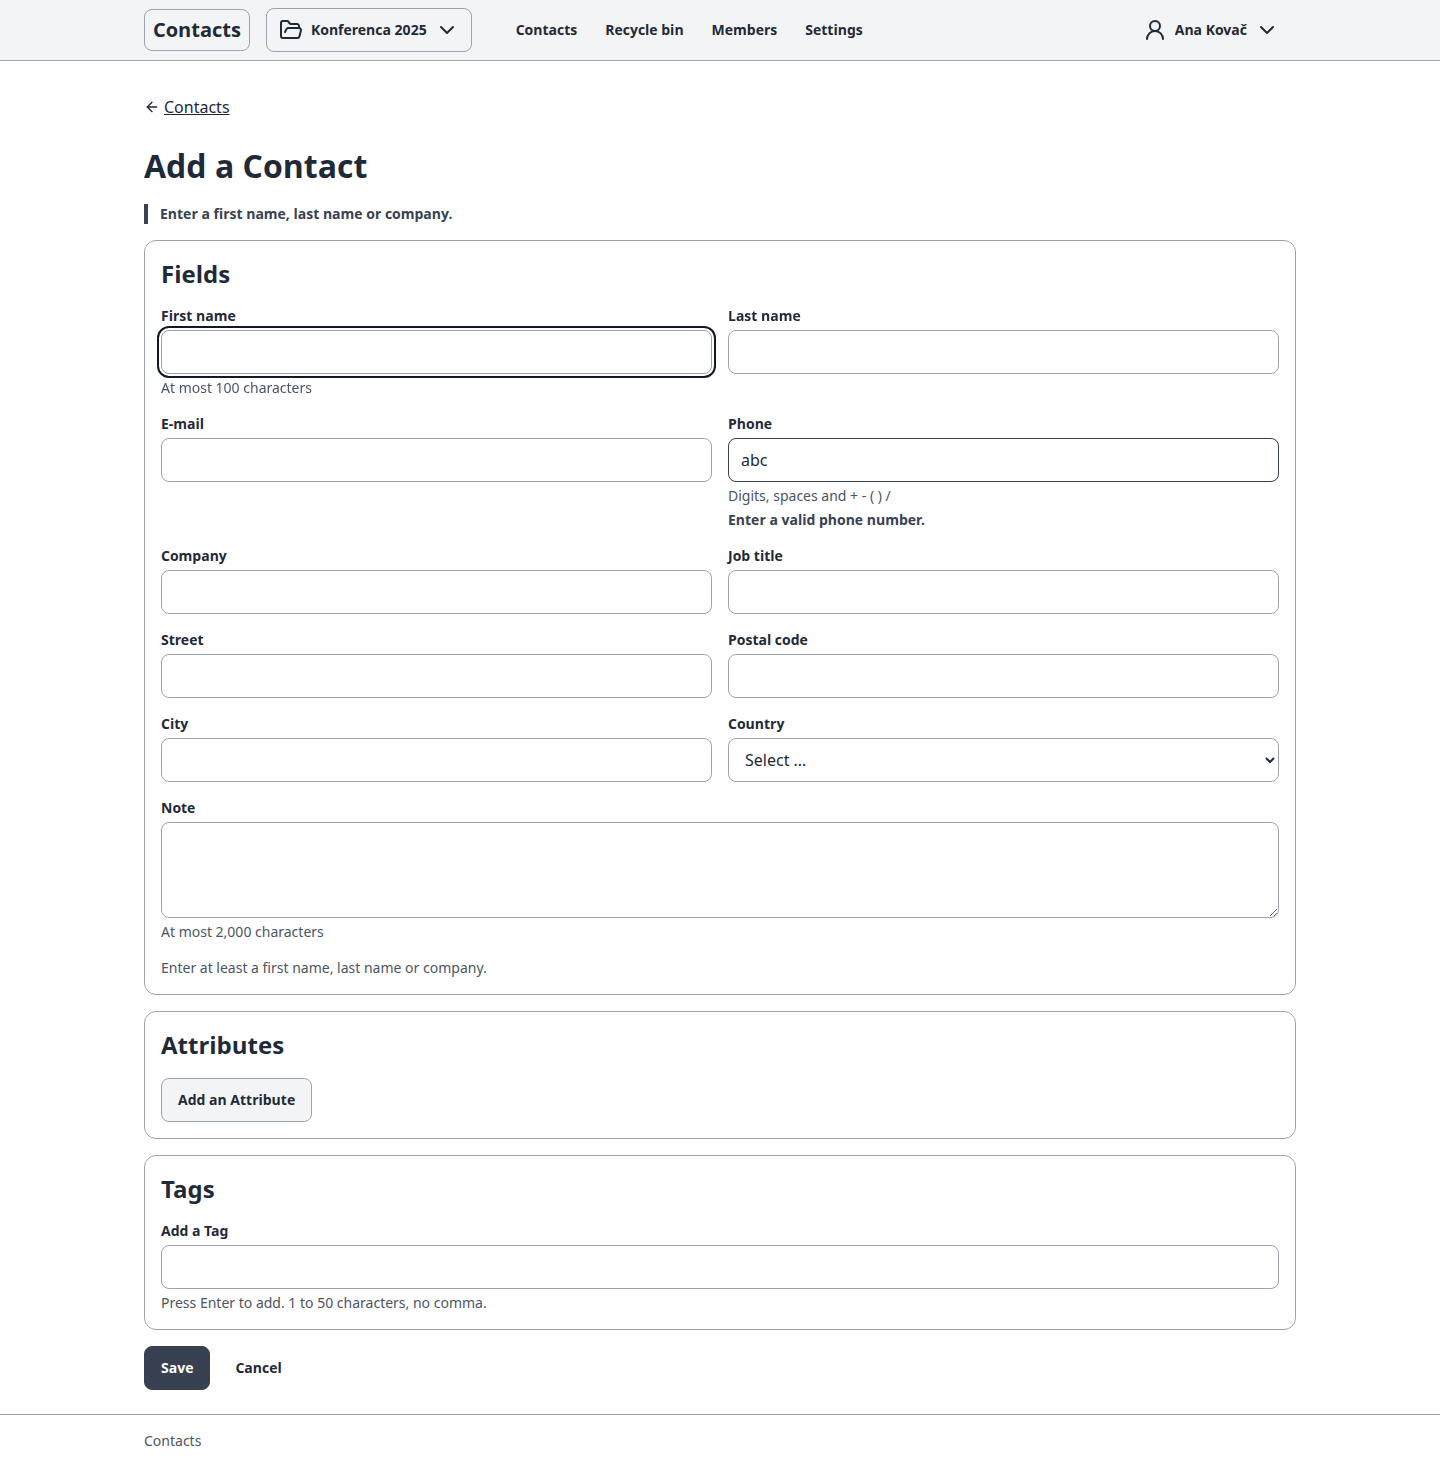 Contacts
Konferenca 2025
Contacts
Recycle bin
Members
Settings
Ana Kovač
← Contacts
Add a Contact
Enter a first name, last name or company.
Fields
First name
Last name
At most 100 characters
E-mail
Phone
abc
Digits, spaces and + - ( ) /
Enter a valid phone number.
Company
Job title
Street
Postal code
City
Country
Select ...
Note
At most 2,000 characters
Enter at least a first name, last name or company.
Attributes
Add an Attribute
Tags
Add a Tag
Press Enter to add. 1 to 50 characters, no comma.
Save
Cancel
Contacts